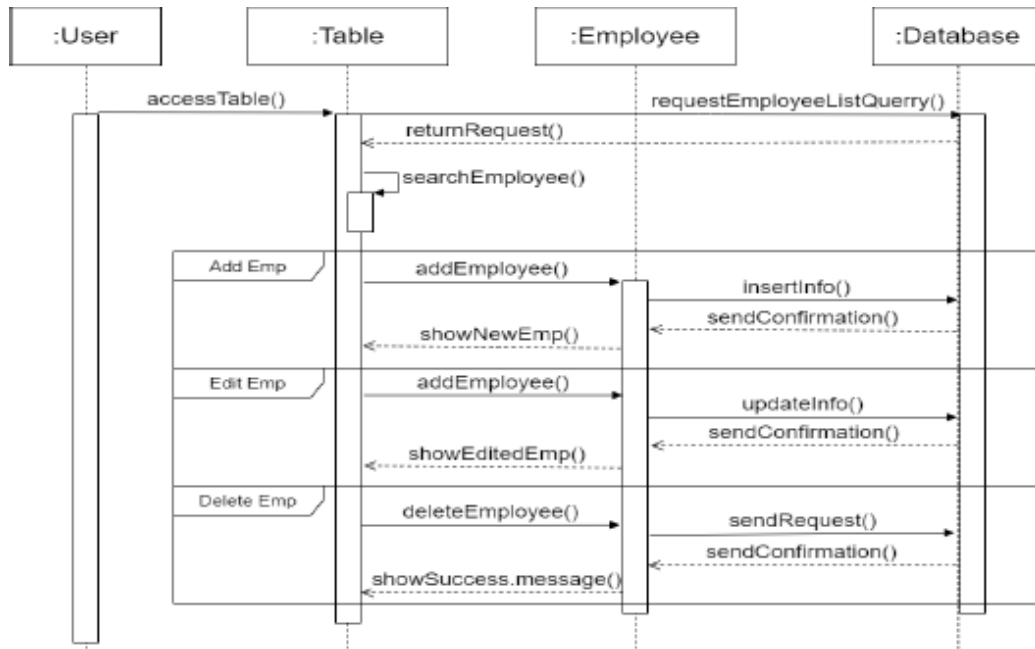 :User
:Table
:Employee
:Database
accessTable()
requestEmployeeListQuerry()
returnRequest()
searchEmployee()
Add Emp
addEmployee()
insertInfo()
sendConfirmation()
showNewEmp()
Edit Emp
addEmployee()
updateInfo()
sendConfirmation()
showEditedEmp()
Delete Emp
deleteEmployee()
sendRequest()
sendConfirmation()
showSuccess.message()